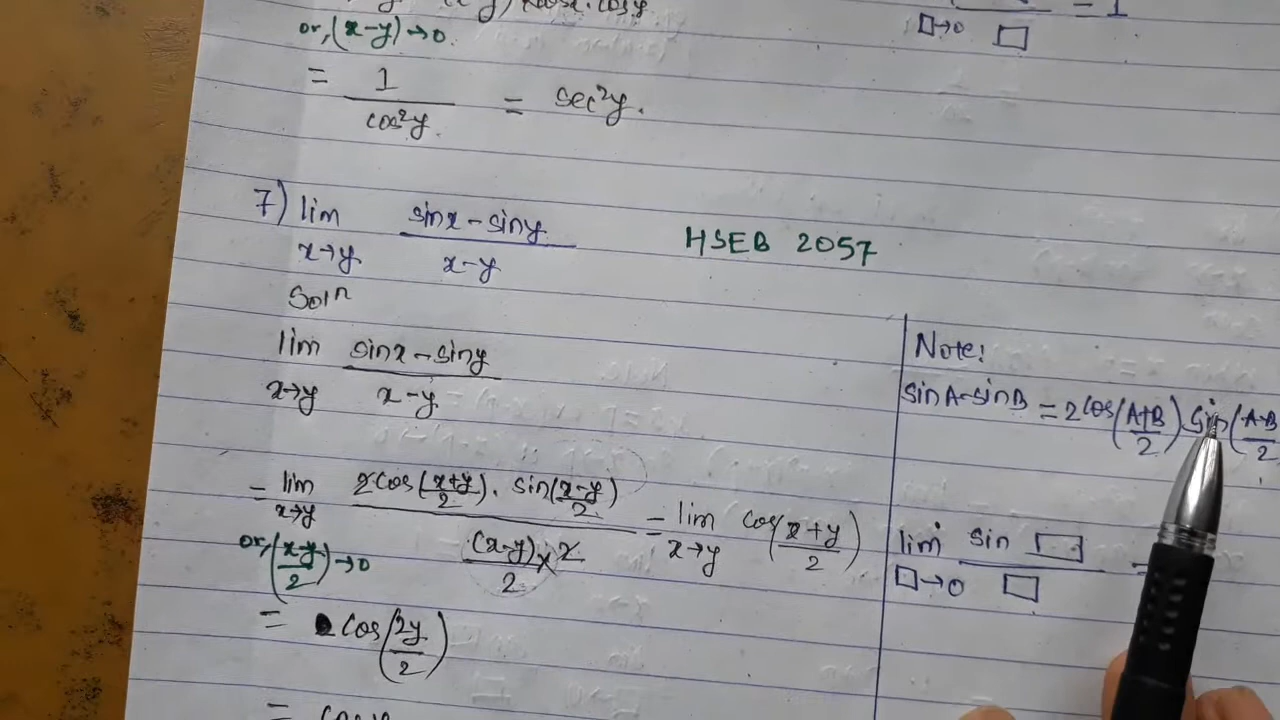 or, (x-y)→0
□→0 □ = 1
= 1/cos²y = sec²y.
7) lim x→y (sinx - siny)/(x-y) HSEB 2057
Solⁿ
lim x→y (sinx - siny)/(x-y)
Note:
sinA - sinB = 2cos((A+B)/2) sin((A-B)/2
= lim x→y (2cos((x+y)/2) . sin((x-y)/2))/((x-y)/2 × 2) = lim x→y cos((x+y)/2)
or, ((x-y)/2)→0
lim □→0 sin □/□ =
= cos(2y/2)